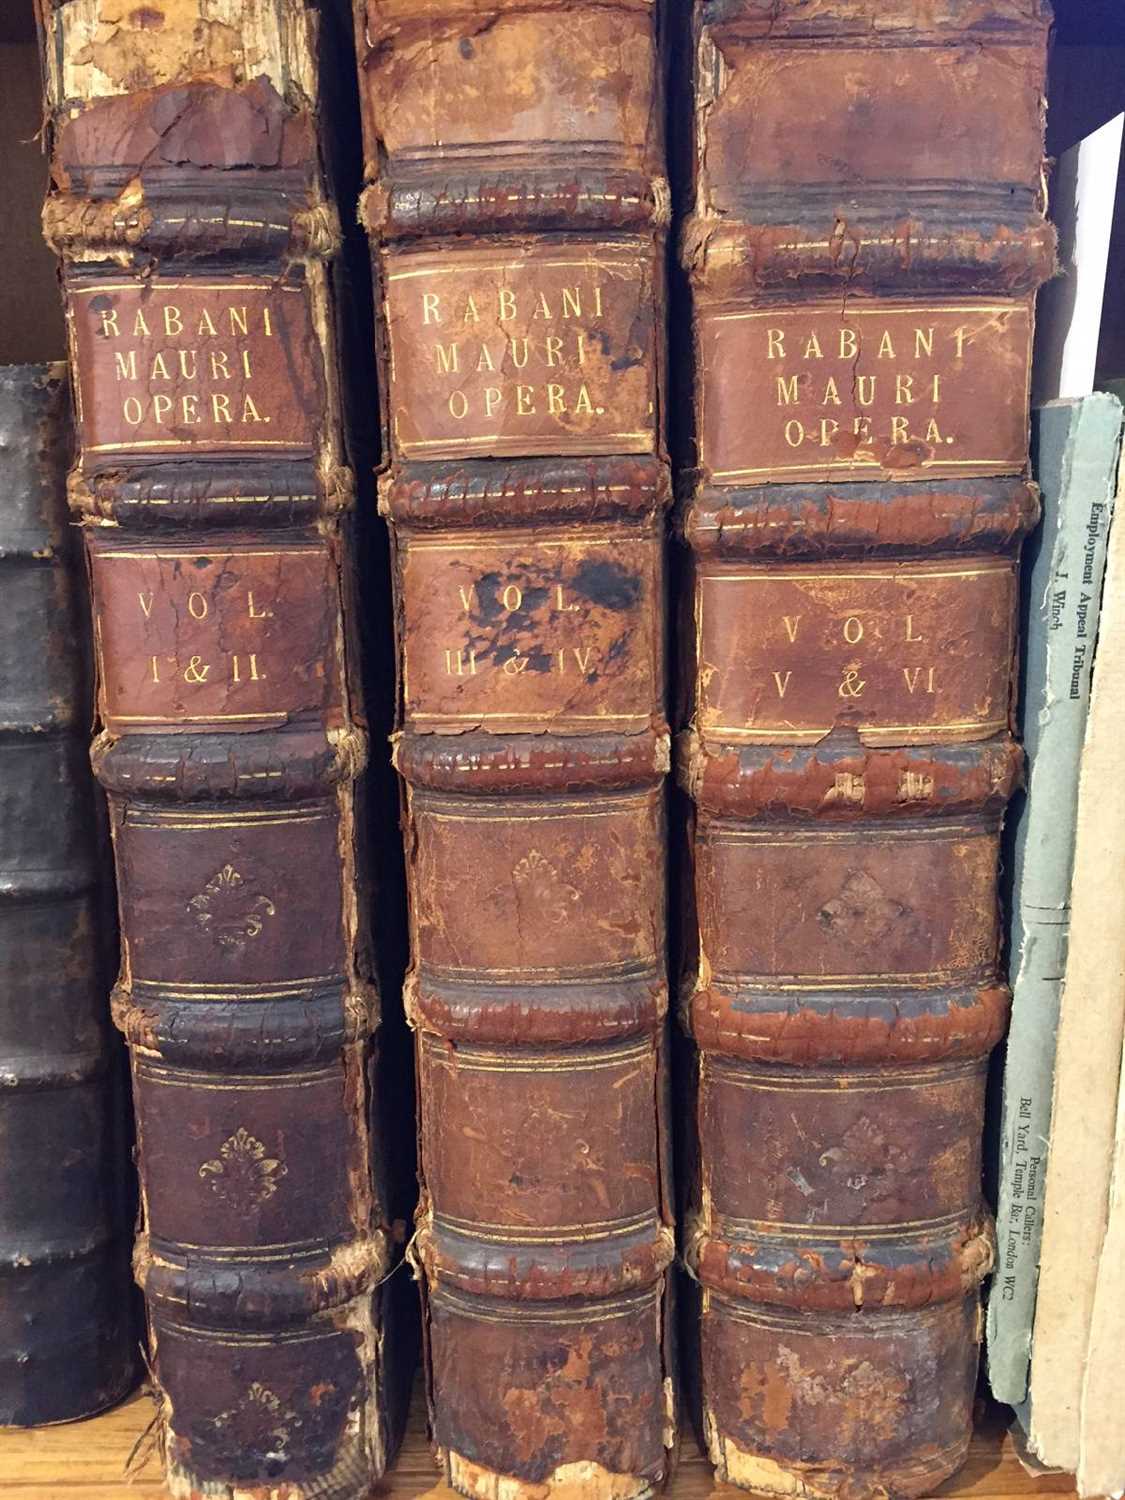 RABANI
MAURI
OPERA.
VOL.
I & II.
RABANI
MAURI
OPERA.
VOL.
III & IV.
RABANI
MAURI
OPERA.
VOL
V & VI
Employment Appeal Tribunal
J. Winch
Personal Callers:
Bell Yard, Temple Bar, London WC2